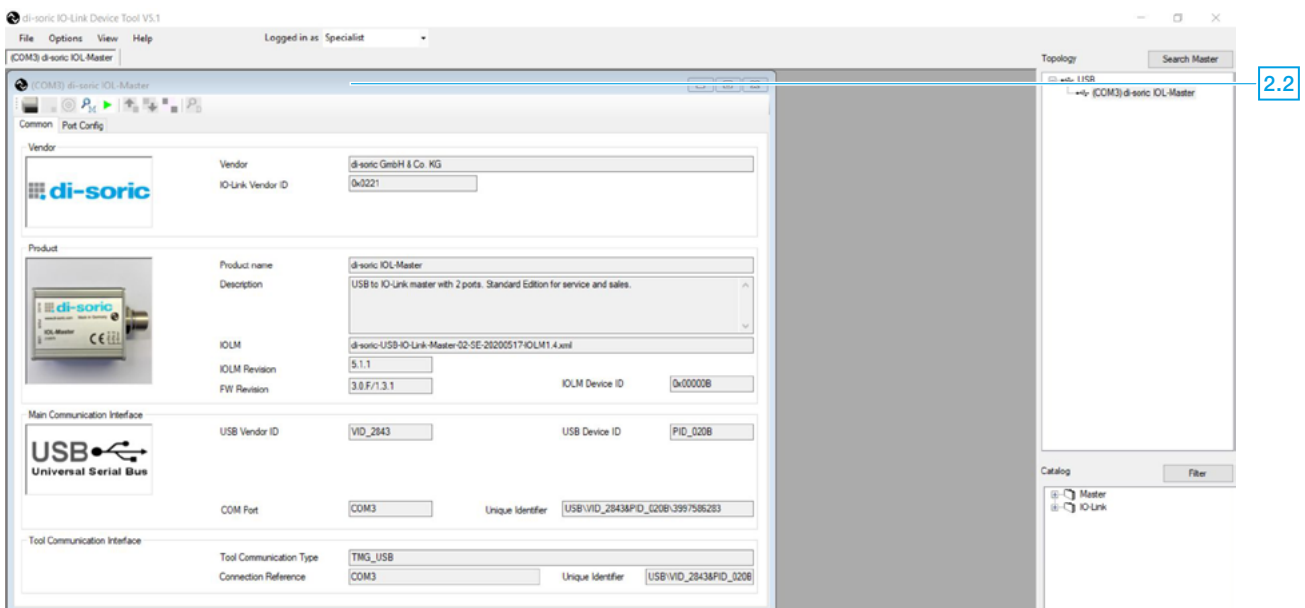 di-soric IO-Link Device Tool V5.1
File Options View Help Logged in as Specialist
(COM3) di-soric IOL-Master
Topology Search Master
USB
(COM3) di-soric IOL-Master
2.2
(COM3) di-soric IOL-Master
Common Port Config
Vendor
di-soric
Vendor di-soric GmbH & Co. KG
IO-Link Vendor ID 0x0221
Product
di-soric
IOL-Master
CE
Product name di-soric IOL-Master
Description USB to IO-Link master with 2 ports. Standard Edition for service and sales.
IOLM di-soric-USB-IO-Link-Master-02-SE-20200517-IOLM1.4.xml
IOLM Revision 5.1.1
FW Revision 3.0.F/1.3.1 IOLM Device ID 0x00000B
Main Communication Interface
USB
Universal Serial Bus
USB Vendor ID VID_2843 USB Device ID PID_020B
COM Port COM3 Unique Identifier USB\VID_2843&PID_020B\3997586283
Tool Communication Interface
Tool Communication Type TMG_USB
Connection Reference COM3 Unique Identifier USB\VID_2843&PID_020B
Catalog Filter
Master
IO-Link